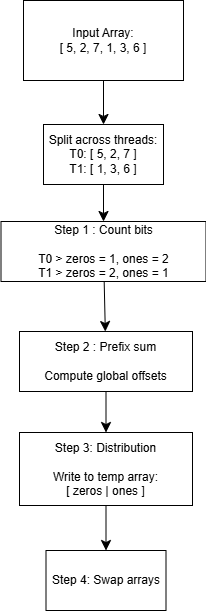 Input Array:
[ 5, 2, 7, 1, 3, 6 ]
Split across threads:
T0: [ 5, 2, 7 ]
T1: [ 1, 3, 6 ]
Step 1 : Count bits
T0 > zeros = 1, ones = 2
T1 > zeros = 2, ones = 1
Step 2 : Prefix sum
Compute global offsets
Step 3: Distribution
Write to temp array:
[ zeros | ones ]
Step 4: Swap arrays